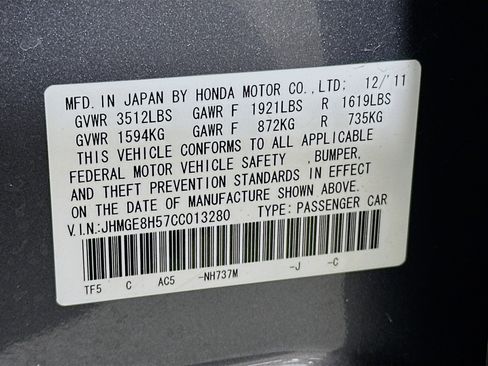 MFD. IN JAPAN BY HONDA MOTOR CO.,LTD: 12/'11
GVWR 3512LBS GAWR F 1921LBS R 1619LBS
GVWR 1594KG GAWR F 872KG R 735KG
THIS VEHICLE CONFORMS TO ALL APPLICABLE
FEDERAL MOTOR VEHICLE SAFETY ,BUMPER,
AND THEFT PREVENTION STANDARDS IN EFFECT
ON THE DATE OF MANUFACTURE SHOWN ABOVE.
V.I.N:JHMGE8H57CC013280 TYPE: PASSENGER CAR
TF5 C AC5 -NH737M -J -C